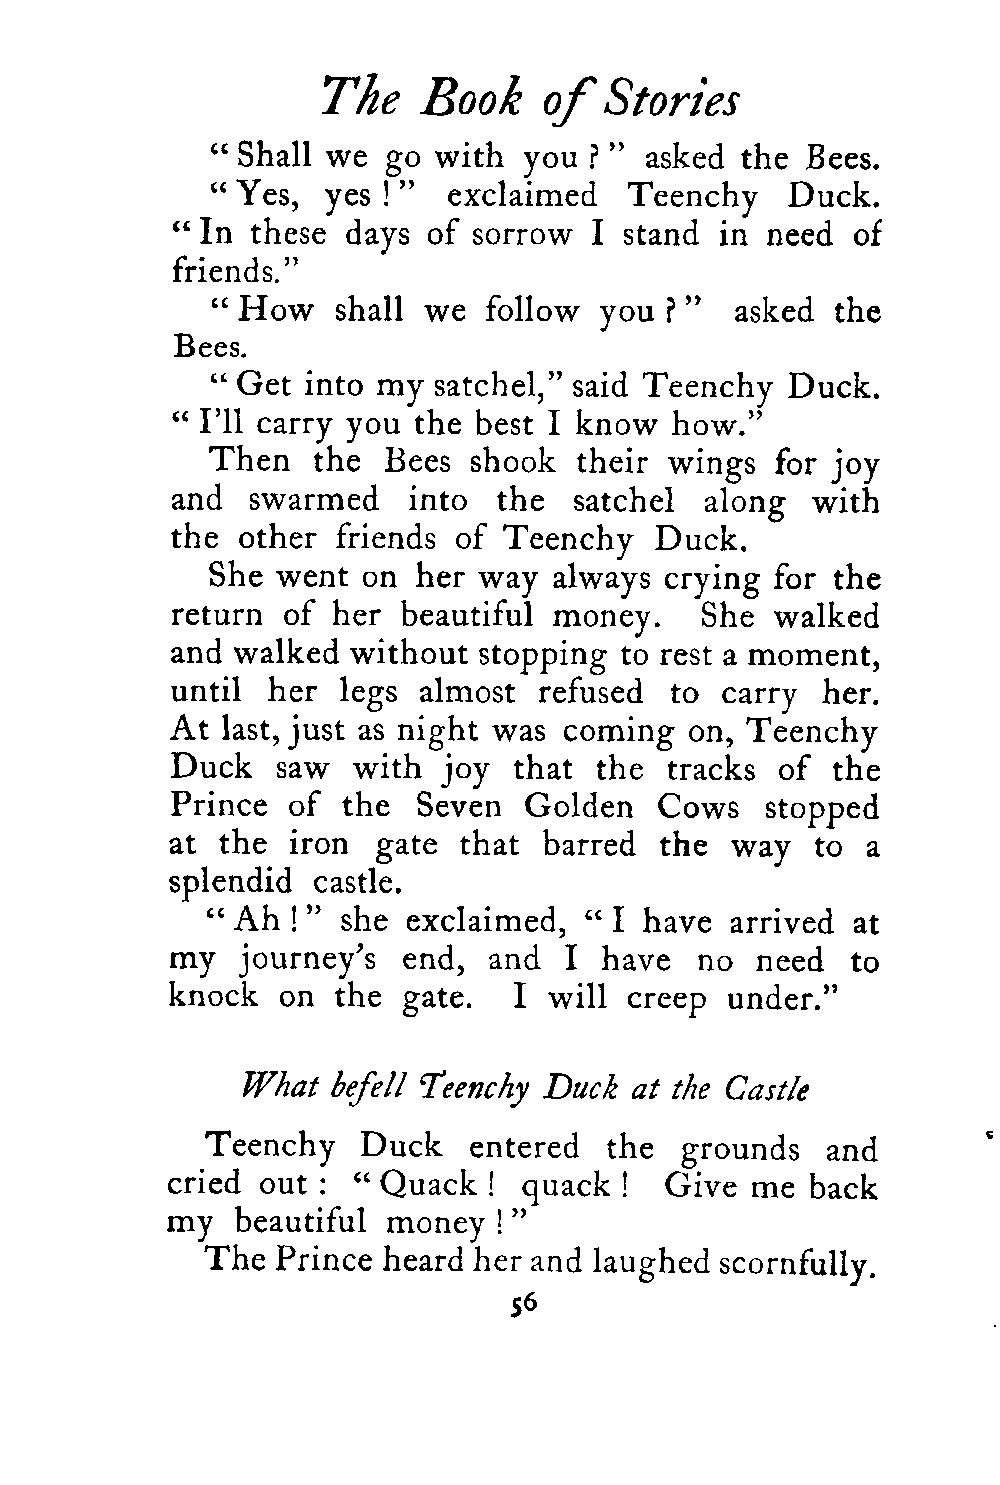 The Book of Stories
“ Shall we go with you ? ” asked the Bees.
“ Yes, yes ! ” exclaimed Teenchy Duck.
“ In these days of sorrow I stand in need of
friends.”
“ How shall we follow you ? ” asked the
Bees.
“ Get into my satchel,” said Teenchy Duck.
“ I’ll carry you the best I know how.”
Then the Bees shook their wings for joy
and swarmed into the satchel along with
the other friends of Teenchy Duck.
She went on her way always crying for the
return of her beautiful money. She walked
and walked without stopping to rest a moment,
until her legs almost refused to carry her.
At last, just as night was coming on, Teenchy
Duck saw with joy that the tracks of the
Prince of the Seven Golden Cows stopped
at the iron gate that barred the way to a
splendid castle.
“ Ah ! ” she exclaimed, “ I have arrived at
my journey’s end, and I have no need to
knock on the gate. I will creep under.”
What befell Teenchy Duck at the Castle
Teenchy Duck entered the grounds and
cried out : “ Quack ! quack ! Give me back
my beautiful money ! ”
The Prince heard her and laughed scornfully.
56